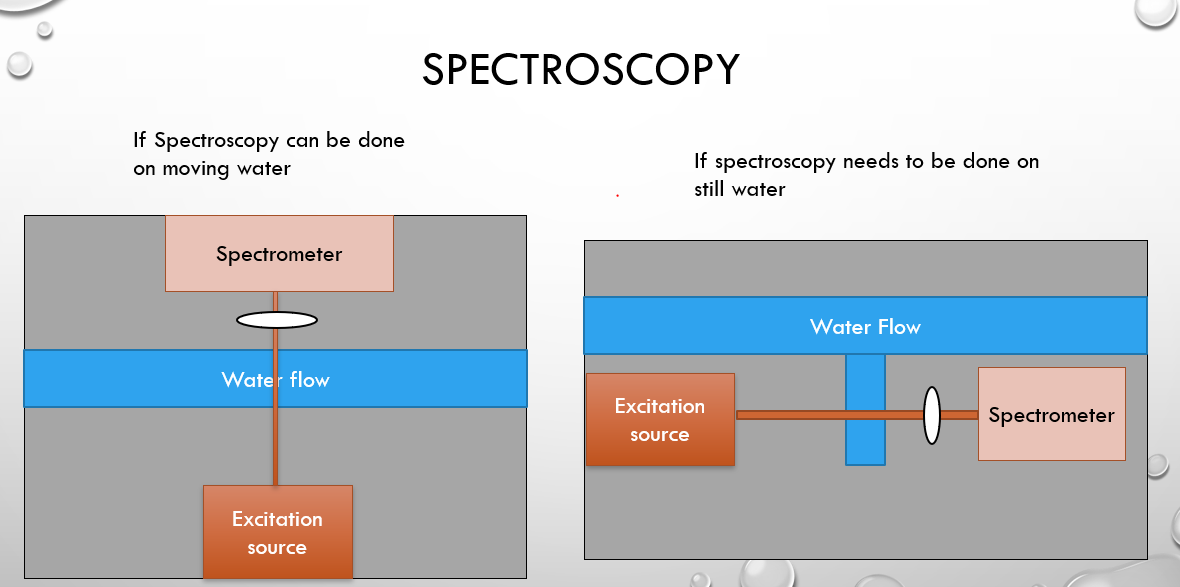 SPECTROSCOPY
If Spectroscopy can be done
on moving water
Spectrometer
Water flow
Excitation
source
If spectroscopy needs to be done on
still water
Water Flow
Excitation
source
Spectrometer